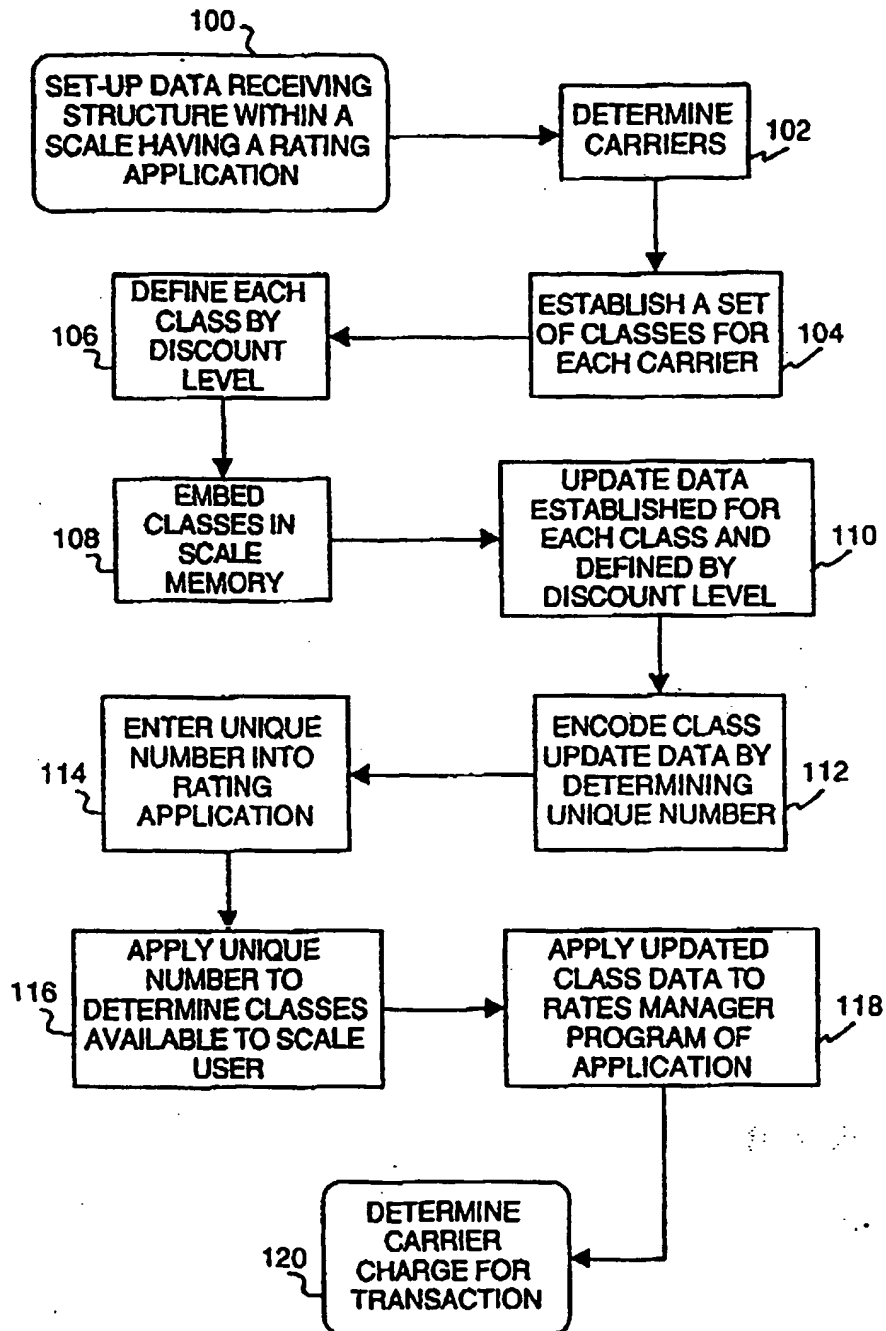 100
SET-UP DATA RECEIVING
STRUCTURE WITHIN A
SCALE HAVING A RATING
APPLICATION
DETERMINE
CARRIERS
102
ESTABLISH A SET
OF CLASSES FOR
EACH CARRIER
104
DEFINE EACH
CLASS BY
DISCOUNT
LEVEL
106
EMBED
CLASSES IN
SCALE
MEMORY
108
UPDATE DATA
ESTABLISHED FOR
EACH CLASS AND
DEFINED BY
DISCOUNT LEVEL
110
ENCODE CLASS
UPDATE DATA BY
DETERMINING
UNIQUE NUMBER
112
ENTER UNIQUE
NUMBER INTO
RATING
APPLICATION
114
APPLY UNIQUE
NUMBER TO
DETERMINE CLASSES
AVAILABLE TO SCALE
USER
116
APPLY UPDATED
CLASS DATA TO
RATES MANAGER
PROGRAM OF
APPLICATION
118
DETERMINE
CARRIER
CHARGE FOR
TRANSACTION
120